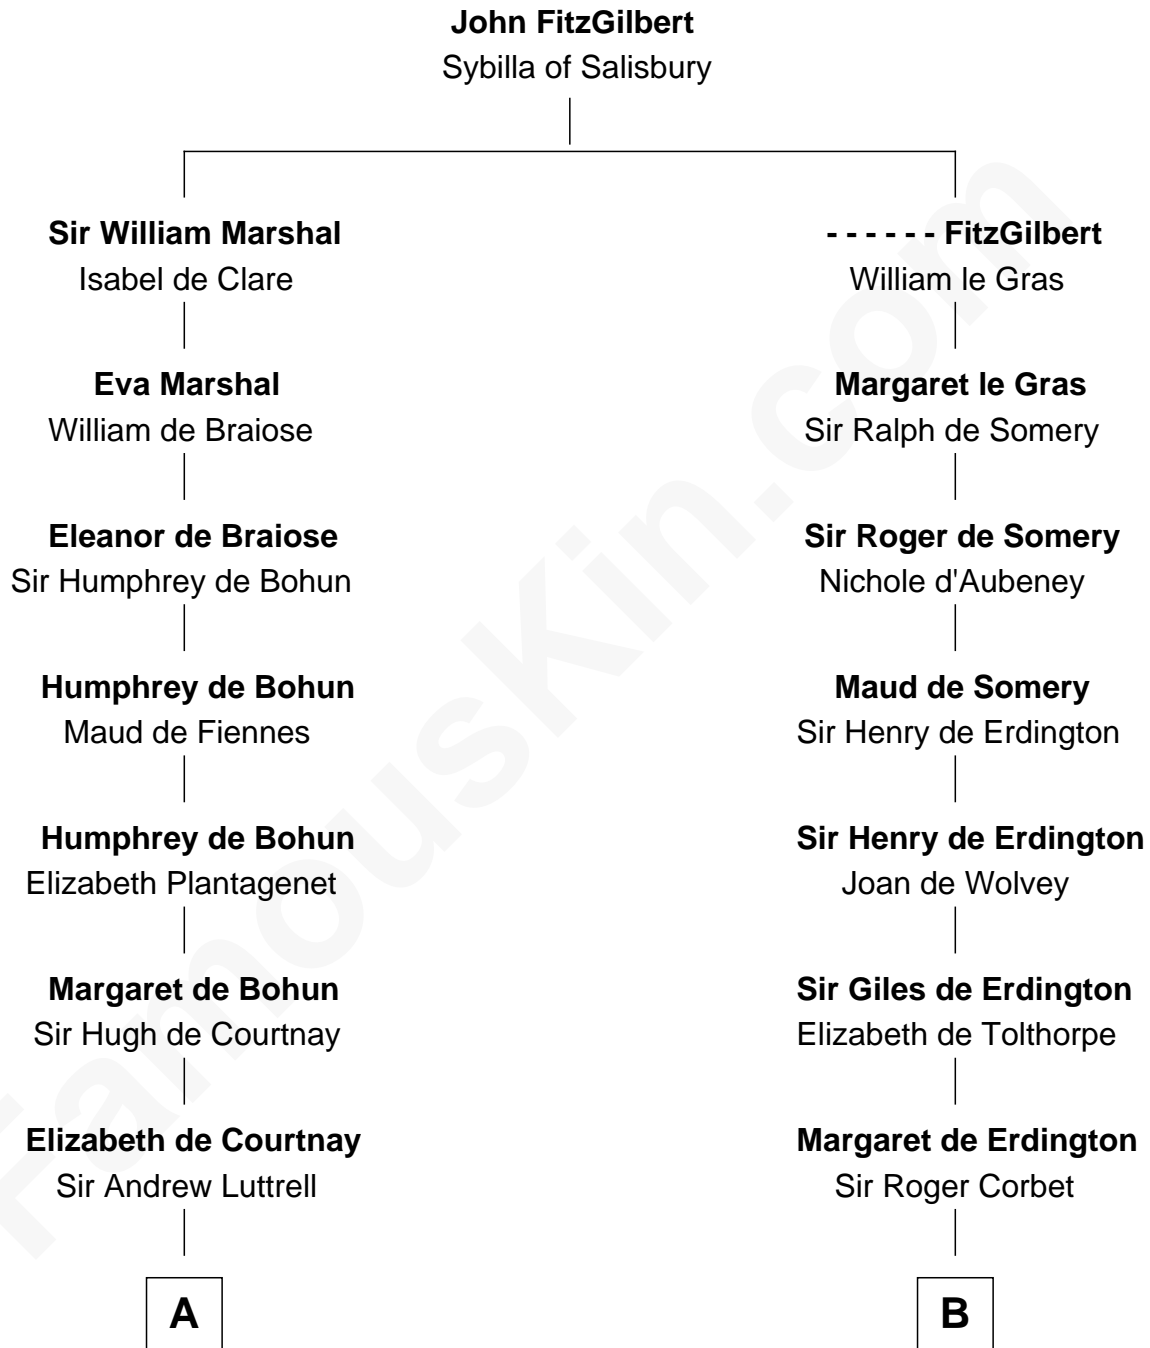 John FitzGilbert
Sybilla of Salisbury
Sir William Marshal
Isabel de Clare
- - - - - - FitzGilbert
William le Gras
Eva Marshal
William de Braiose
Margaret le Gras
Sir Ralph de Somery
Eleanor de Braiose
Sir Humphrey de Bohun
Sir Roger de Somery
Nichole d'Aubeney
Humphrey de Bohun
Maud de Fiennes
Maud de Somery
Sir Henry de Erdington
Humphrey de Bohun
Elizabeth Plantagenet
Sir Henry de Erdington
Joan de Wolvey
Margaret de Bohun
Sir Hugh de Courtnay
Sir Giles de Erdington
Elizabeth de Tolthorpe
Elizabeth de Courtnay
Sir Andrew Luttrell
Margaret de Erdington
Sir Roger Corbet
A
B
FamousKin.com